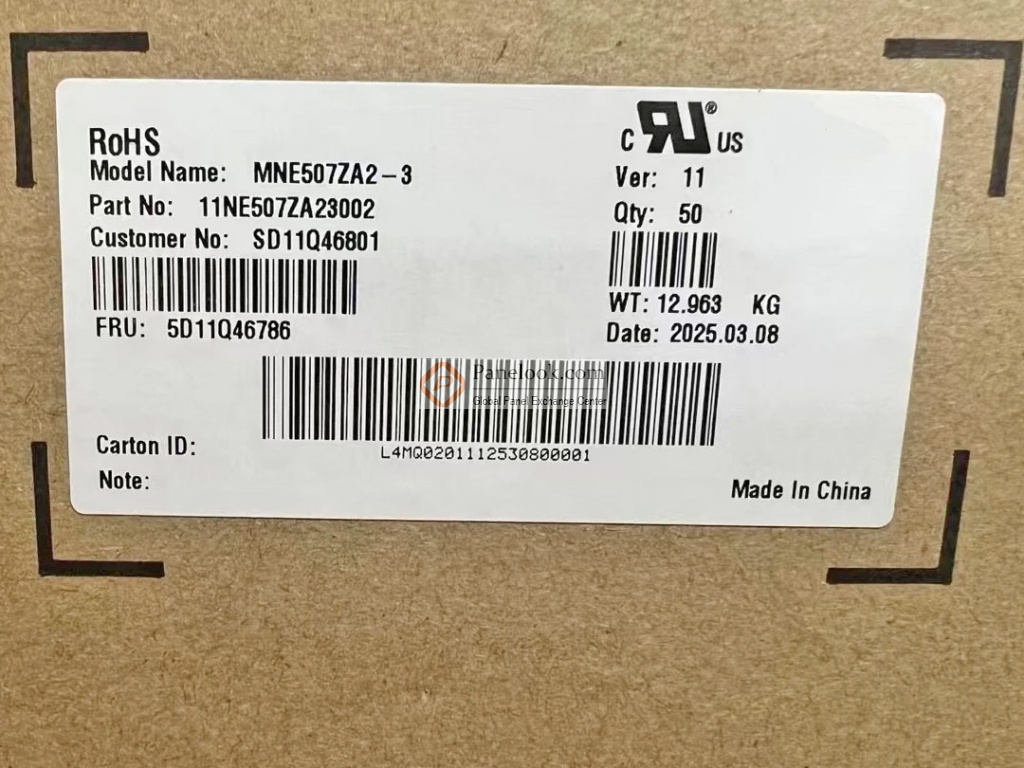 RoHS
Model Name: MNE507ZA2-3
Part No: 11NE507ZA23002
Customer No: SD11Q46801
FRU: 5D11Q46786
C RU® US
Ver: 11
Qty: 50
WT: 12.963 KG
Date: 2025.03.08
P Panelook.com
Global Panel Exchange Center
Carton ID:
L4MQ0201112530800001
Note:
Made In China